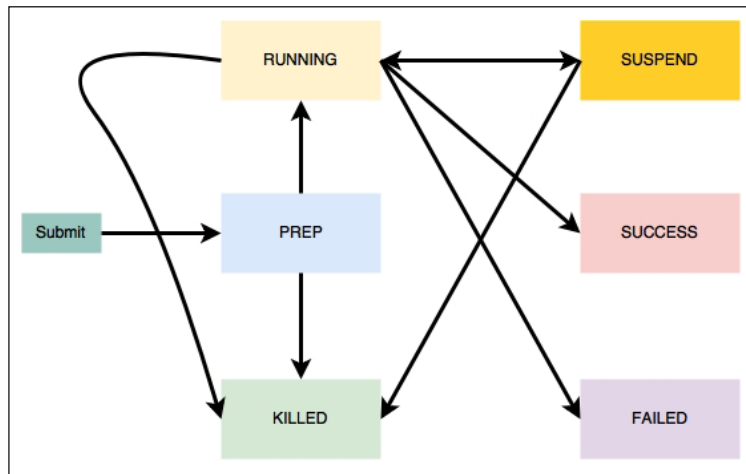 RUNNING
SUSPEND
Submit
PREP
SUCCESS
KILLED
FAILED